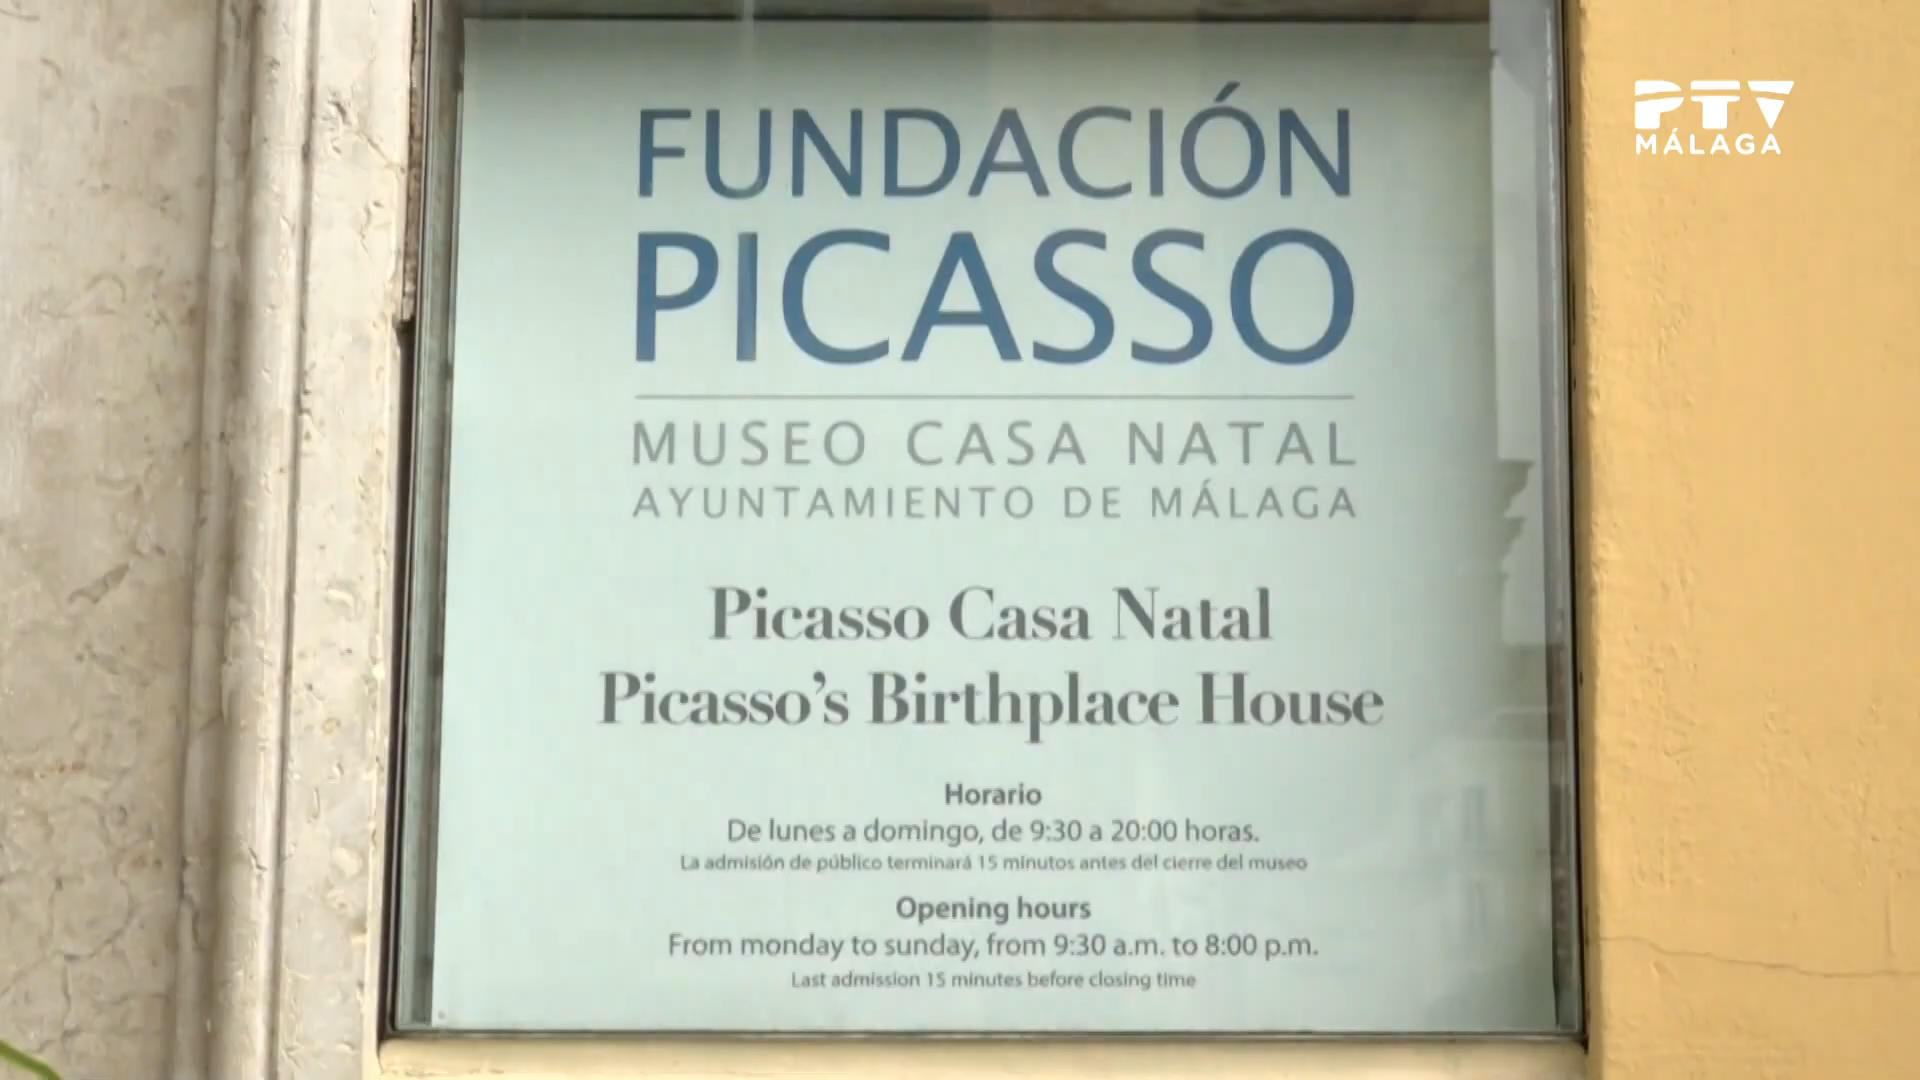 FUNDACIÓN
PICASSO
MUSEO CASA NATAL
AYUNTAMIENTO DE MÁLAGA
Picasso Casa Natal
Picasso's Birthplace House
Horario
De lunes a domingo, de 9:30 a 20:00 horas.
La admisión de público terminará 15 minutos antes del cierre del museo
Opening hours
From monday to sunday, from 9:30 a.m. to 8:00 p.m.
Last admission 15 minutes before closing time
PTV
MÁLAGA